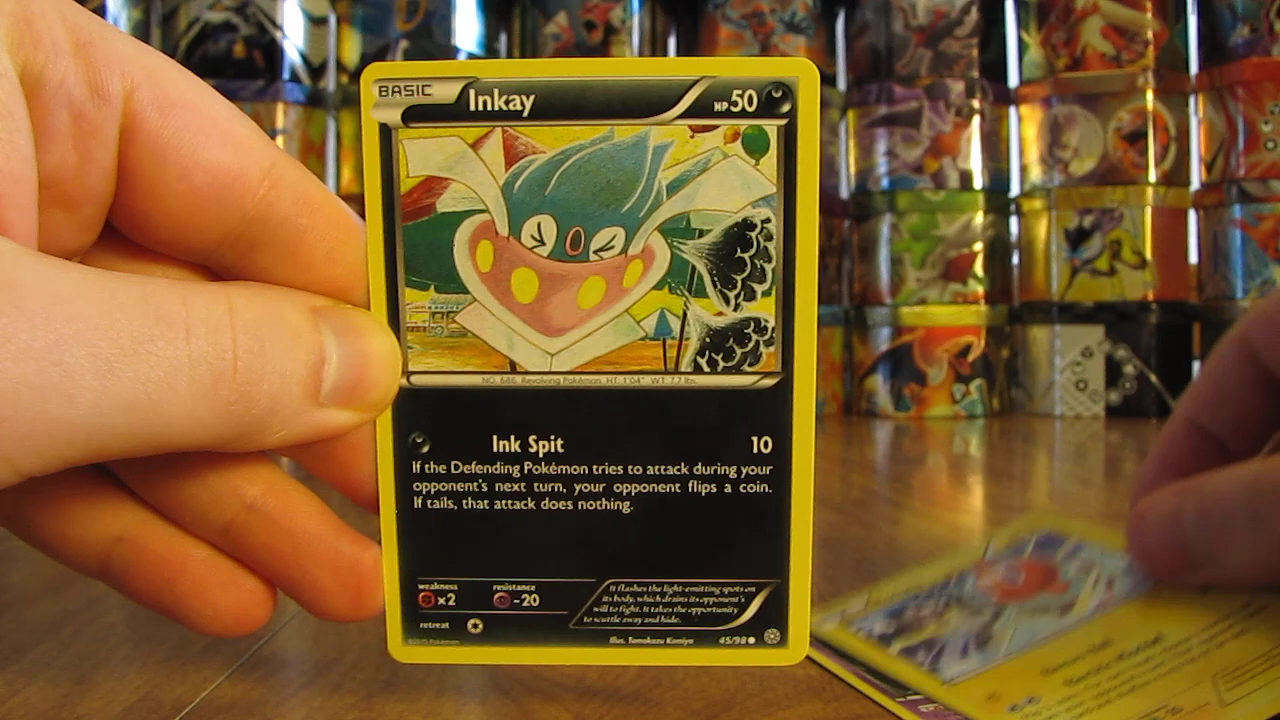 BASIC Inkay HP 50
NO. 686 Revolving Pokémon HT: 1'04" WT: 7.7 lbs.
Ink Spit 10
If the Defending Pokémon tries to attack during your
opponent's next turn, your opponent flips a coin.
If tails, that attack does nothing.
weakness resistance
×2 -20
retreat
It flashes the light-emitting spots on
its body, which drains its opponent's
will to fight. It takes the opportunity
to scuttle away and hide.
©2015 Pokémon Illus. Tomokazu Komiya 45/98